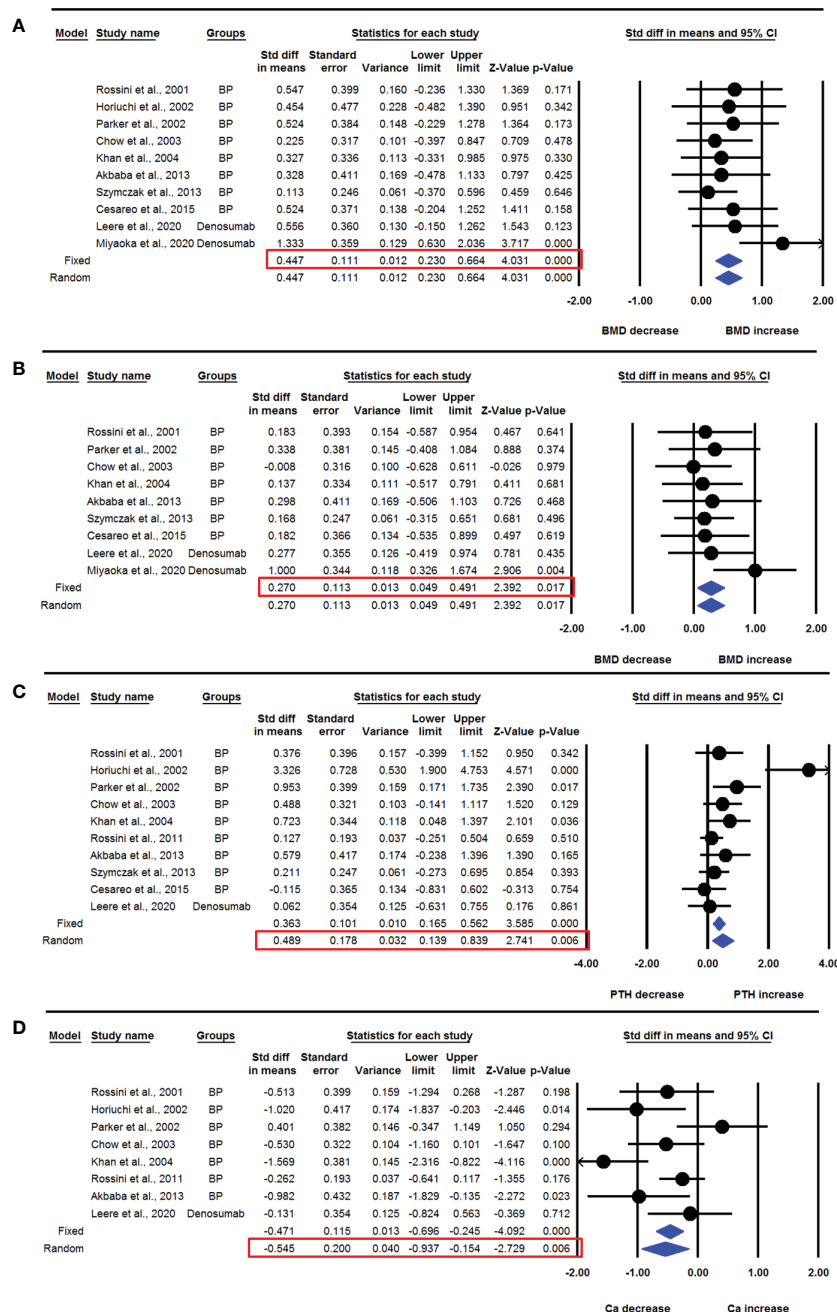 A
Model Study name Groups Statistics for each study Std diff in means and 95% CI
Std diff Standard Lower Upper
in means error Variance limit limit Z-Value p-Value
Rossini et al., 2001 BP 0.547 0.399 0.160 -0.236 1.330 1.369 0.171
Horiuchi et al., 2002 BP 0.454 0.477 0.228 -0.482 1.390 0.951 0.342
Parker et al., 2002 BP 0.524 0.384 0.148 -0.229 1.278 1.364 0.173
Chow et al., 2003 BP 0.225 0.317 0.101 -0.397 0.847 0.709 0.478
Khan et al., 2004 BP 0.327 0.336 0.113 -0.331 0.985 0.975 0.330
Akbaba et al., 2013 BP 0.328 0.411 0.169 -0.478 1.133 0.797 0.425
Szymczak et al., 2013 BP 0.113 0.246 0.061 -0.370 0.596 0.459 0.646
Cesareo et al., 2015 BP 0.524 0.371 0.138 -0.204 1.252 1.411 0.158
Leere et al., 2020 Denosumab 0.556 0.360 0.130 -0.150 1.262 1.543 0.123
Miyaoka et al., 2020 Denosumab 1.333 0.359 0.129 0.630 2.036 3.717 0.000
Fixed 0.447 0.111 0.012 0.230 0.664 4.031 0.000
Random 0.447 0.111 0.012 0.230 0.664 4.031 0.000
-2.00 -1.00 0.00 1.00 2.00
BMD decrease BMD increase
B
Model Study name Groups Statistics for each study Std diff in means and 95% CI
Std diff Standard Lower Upper
in means error Variance limit limit Z-Value p-Value
Rossini et al., 2001 BP 0.183 0.393 0.154 -0.587 0.954 0.467 0.641
Parker et al., 2002 BP 0.338 0.381 0.145 -0.408 1.084 0.888 0.374
Chow et al., 2003 BP -0.008 0.316 0.100 -0.628 0.611 -0.026 0.979
Khan et al., 2004 BP 0.137 0.334 0.111 -0.517 0.791 0.411 0.681
Akbaba et al., 2013 BP 0.298 0.411 0.169 -0.506 1.103 0.726 0.468
Szymczak et al., 2013 BP 0.168 0.247 0.061 -0.315 0.651 0.681 0.496
Cesareo et al., 2015 BP 0.182 0.366 0.134 -0.535 0.899 0.497 0.619
Leere et al., 2020 Denosumab 0.277 0.355 0.126 -0.419 0.974 0.781 0.435
Miyaoka et al., 2020 Denosumab 1.000 0.344 0.118 0.326 1.674 2.906 0.004
Fixed 0.270 0.113 0.013 0.049 0.491 2.392 0.017
Random 0.270 0.113 0.013 0.049 0.491 2.392 0.017
-2.00 -1.00 0.00 1.00 2.00
BMD decrease BMD increase
C
Model Study name Groups Statistics for each study Std diff in means and 95% CI
Std diff Standard Lower Upper
in means error Variance limit limit Z-Value p-Value
Rossini et al., 2001 BP 0.376 0.396 0.157 -0.399 1.152 0.950 0.342
Horiuchi et al., 2002 BP 3.326 0.728 0.530 1.900 4.753 4.571 0.000
Parker et al., 2002 BP 0.953 0.399 0.159 0.171 1.735 2.390 0.017
Chow et al., 2003 BP 0.488 0.321 0.103 -0.141 1.117 1.520 0.129
Khan et al., 2004 BP 0.723 0.344 0.118 0.048 1.397 2.101 0.036
Rossini et al., 2011 BP 0.127 0.193 0.037 -0.251 0.504 0.659 0.510
Akbaba et al., 2013 BP 0.579 0.417 0.174 -0.238 1.396 1.390 0.165
Szymczak et al., 2013 BP 0.211 0.247 0.061 -0.273 0.695 0.854 0.393
Cesareo et al., 2015 BP -0.115 0.365 0.134 -0.831 0.602 -0.313 0.754
Leere et al., 2020 Denosumab 0.062 0.354 0.125 -0.631 0.755 0.176 0.861
Fixed 0.363 0.101 0.010 0.165 0.562 3.585 0.000
Random 0.489 0.178 0.032 0.139 0.839 2.741 0.006
-4.00 -2.00 0.00 2.00 4.00
PTH decrease PTH increase
D
Model Study name Groups Statistics for each study Std diff in means and 95% CI
Std diff Standard Lower Upper
in means error Variance limit limit Z-Value p-Value
Rossini et al., 2001 BP -0.513 0.399 0.159 -1.294 0.268 -1.287 0.198
Horiuchi et al., 2002 BP -1.020 0.417 0.174 -1.837 -0.203 -2.446 0.014
Parker et al., 2002 BP 0.401 0.382 0.146 -0.347 1.149 1.050 0.294
Chow et al., 2003 BP -0.530 0.322 0.104 -1.160 0.101 -1.647 0.100
Khan et al., 2004 BP -1.569 0.381 0.145 -2.316 -0.822 -4.116 0.000
Rossini et al., 2011 BP -0.262 0.193 0.037 -0.641 0.117 -1.355 0.176
Akbaba et al., 2013 BP -0.982 0.432 0.187 -1.829 -0.135 -2.272 0.023
Leere et al., 2020 Denosumab -0.131 0.354 0.125 -0.824 0.563 -0.369 0.712
Fixed -0.471 0.115 0.013 -0.696 -0.245 -4.092 0.000
Random -0.545 0.200 0.040 -0.937 -0.154 -2.729 0.006
-2.00 -1.00 0.00 1.00 2.00
Ca decrease Ca increase